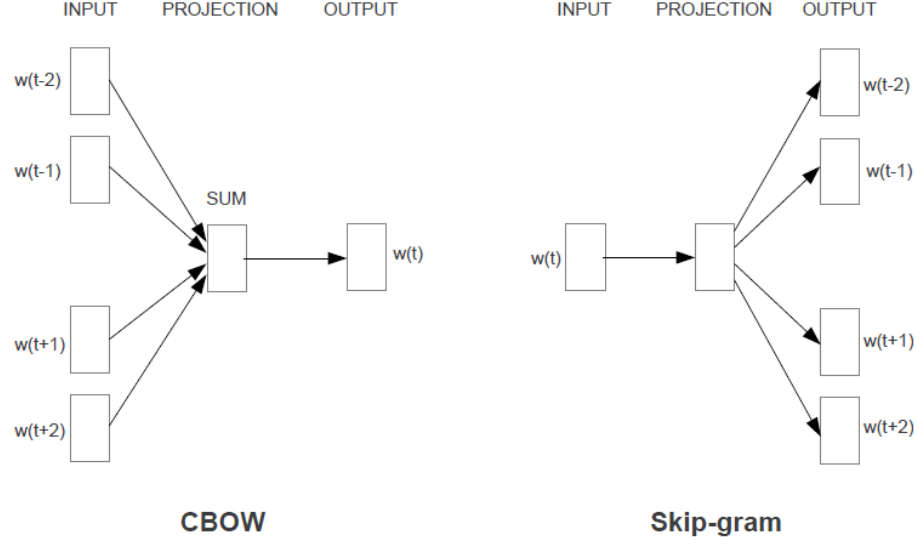 INPUT PROJECTION OUTPUT
w(t-2)
w(t-1)
SUM
w(t)
w(t+1)
w(t+2)
CBOW
INPUT PROJECTION OUTPUT
w(t-2)
w(t-1)
w(t)
w(t+1)
w(t+2)
Skip-gram